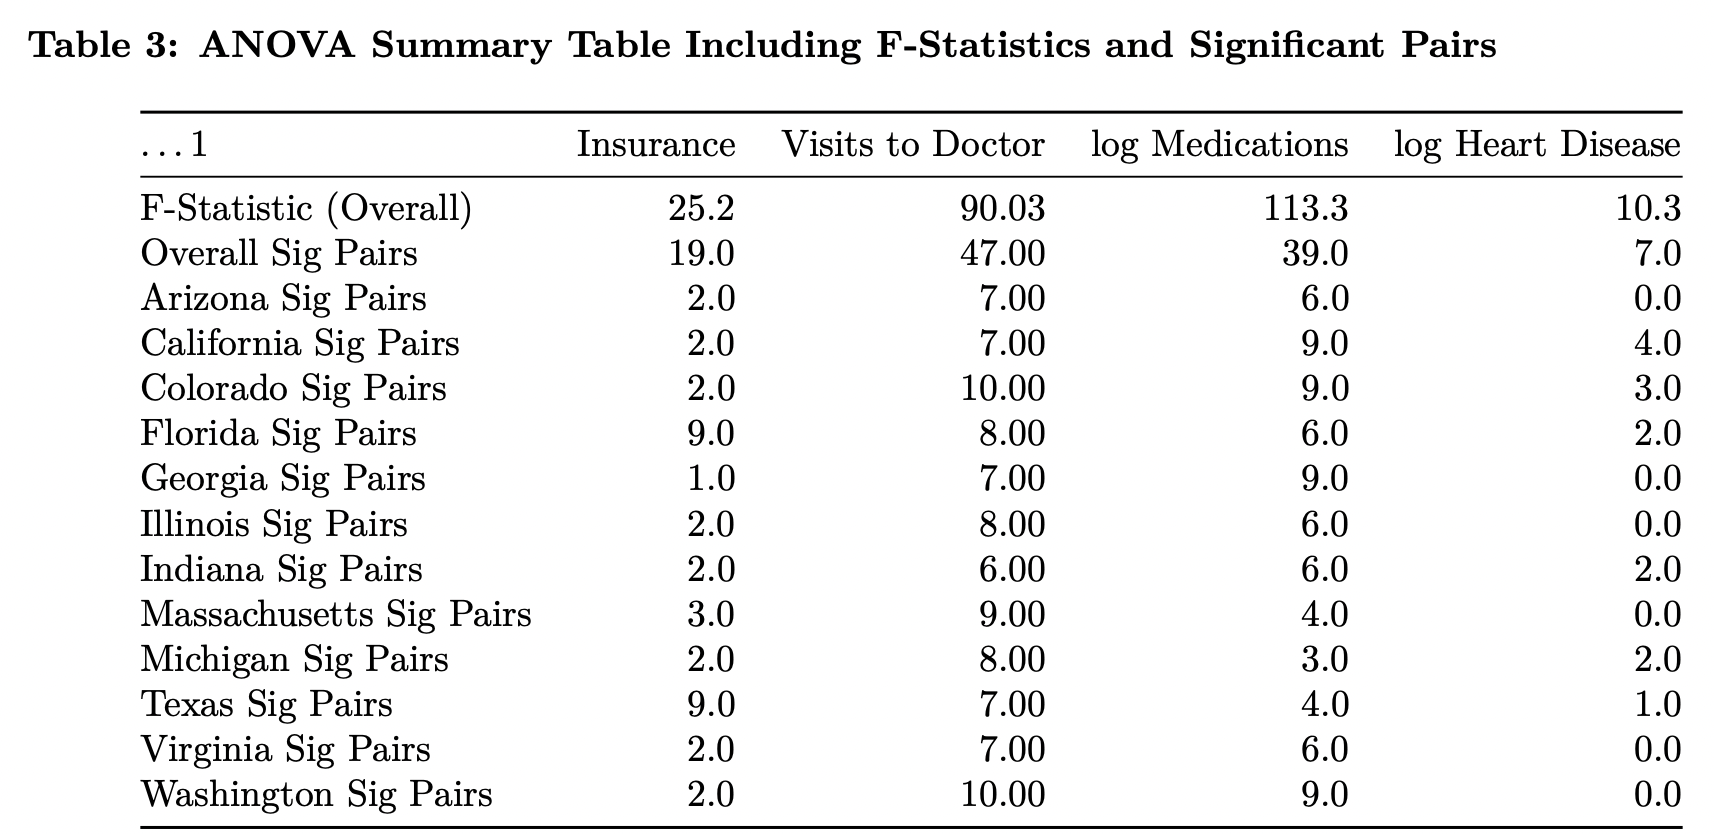 Table 3: ANOVA Summary Table Including F-Statistics and Significant Pairs
...1 Insurance Visits to Doctor log Medications log Heart Disease
F-Statistic (Overall) 25.2 90.03 113.3 10.3
Overall Sig Pairs 19.0 47.00 39.0 7.0
Arizona Sig Pairs 2.0 7.00 6.0 0.0
California Sig Pairs 2.0 7.00 9.0 4.0
Colorado Sig Pairs 2.0 10.00 9.0 3.0
Florida Sig Pairs 9.0 8.00 6.0 2.0
Georgia Sig Pairs 1.0 7.00 9.0 0.0
Illinois Sig Pairs 2.0 8.00 6.0 0.0
Indiana Sig Pairs 2.0 6.00 6.0 2.0
Massachusetts Sig Pairs 3.0 9.00 4.0 0.0
Michigan Sig Pairs 2.0 8.00 3.0 2.0
Texas Sig Pairs 9.0 7.00 4.0 1.0
Virginia Sig Pairs 2.0 7.00 6.0 0.0
Washington Sig Pairs 2.0 10.00 9.0 0.0